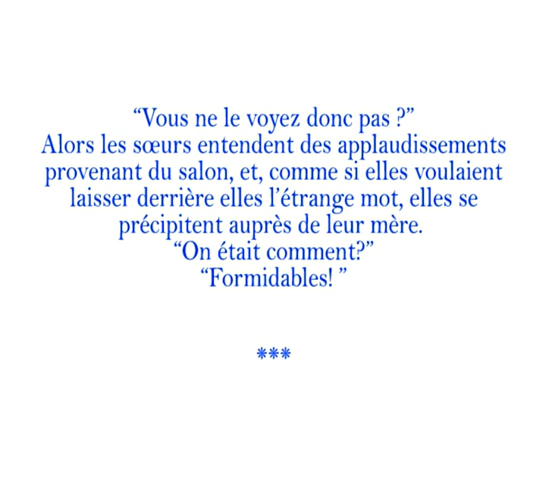 “Vous ne le voyez donc pas ?”
Alors les sœurs entendent des applaudissements
provenant du salon, et, comme si elles voulaient
laisser derrière elles l’étrange mot, elles se
précipitent auprès de leur mère.
“On était comment?”
“Formidables! ”
***